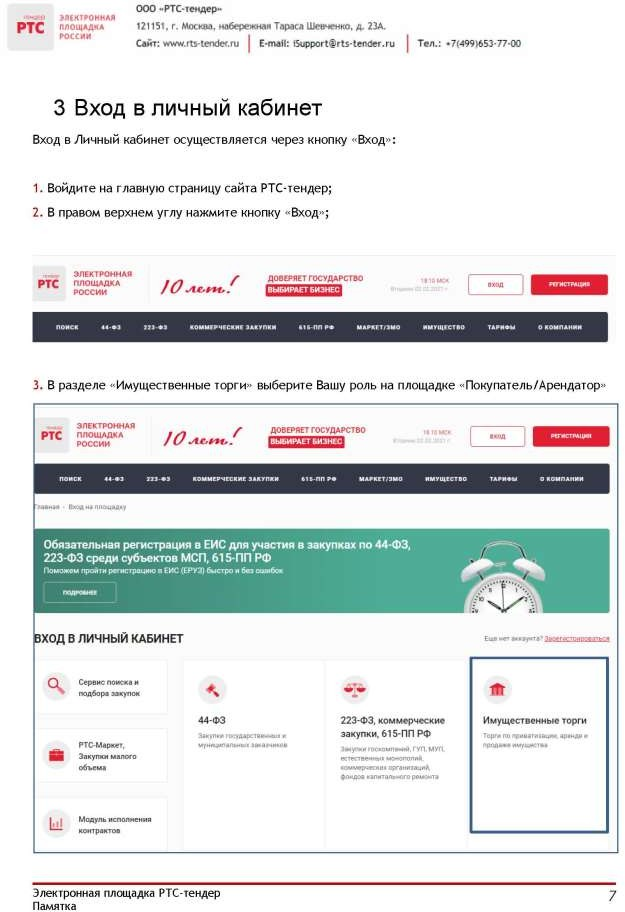 ООО «РТС-тендер»
тендер
РТС
ЭЛЕКТРОННАЯ
ПЛОЩАДКА
РОССИИ
121151, г. Москва, набережная Тараса Шевченко, д. 23А.
Сайт: www.rts-tender.ru | E-mail: iSupport@rts-tender.ru | Тел.: +7(499)653-77-00
3 Вход в личный кабинет
Вход в Личный кабинет осуществляется через кнопку «Вход»:
1. Войдите на главную страницу сайта РТС-тендер;
2. В правом верхнем углу нажмите кнопку «Вход»;
тендер
РТС
ЭЛЕКТРОННАЯ
ПЛОЩАДКА
РОССИИ
10 лет!
ДОВЕРЯЕТ ГОСУДАРСТВО
ВЫБИРАЕТ БИЗНЕС
18:10 МСК
Вторник 02.02.2021 г.
ВХОД
РЕГИСТРАЦИЯ
ПОИСК 44-ФЗ 223-ФЗ КОММЕРЧЕСКИЕ ЗАКУПКИ 615-ПП РФ МАРКЕТ/ЗМО ИМУЩЕСТВО ТАРИФЫ О КОМПАНИИ
3. В разделе «Имущественные торги» выберите Вашу роль на площадке «Покупатель/Арендатор»
тендер
РТС
ЭЛЕКТРОННАЯ
ПЛОЩАДКА
РОССИИ
10 лет!
ДОВЕРЯЕТ ГОСУДАРСТВО
ВЫБИРАЕТ БИЗНЕС
18:10 МСК
Вторник 02.02.2021 г.
ВХОД
РЕГИСТРАЦИЯ
ПОИСК 44-ФЗ 223-ФЗ КОММЕРЧЕСКИЕ ЗАКУПКИ 615-ПП РФ МАРКЕТ/ЗМО ИМУЩЕСТВО ТАРИФЫ О КОМПАНИИ
Главная - Вход на площадку
Обязательная регистрация в ЕИС для участия в закупках по 44-ФЗ,
223-ФЗ среди субъектов МСП, 615-ПП РФ
Поможем пройти регистрацию в ЕИС (ЕРУЗ) быстро и без ошибок
ПОДРОБНЕЕ
ВХОД В ЛИЧНЫЙ КАБИНЕТ
Еще нет аккаунта? Зарегистрироваться
Сервис поиска и
подбора закупок
РТС-Маркет,
Закупки малого
объема
Модуль исполнения
контрактов
44-ФЗ
Закупки государственных и
муниципальных заказчиков
223-ФЗ, коммерческие
закупки, 615-ПП РФ
Закупки госкомпаний, ГУП, МУП,
естественных монополий,
коммерческих организаций,
фондов капитального ремонта
Имущественные торги
Торги по приватизации, аренде и
продаже имущества
Электронная площадка РТС-тендер
Памятка
7